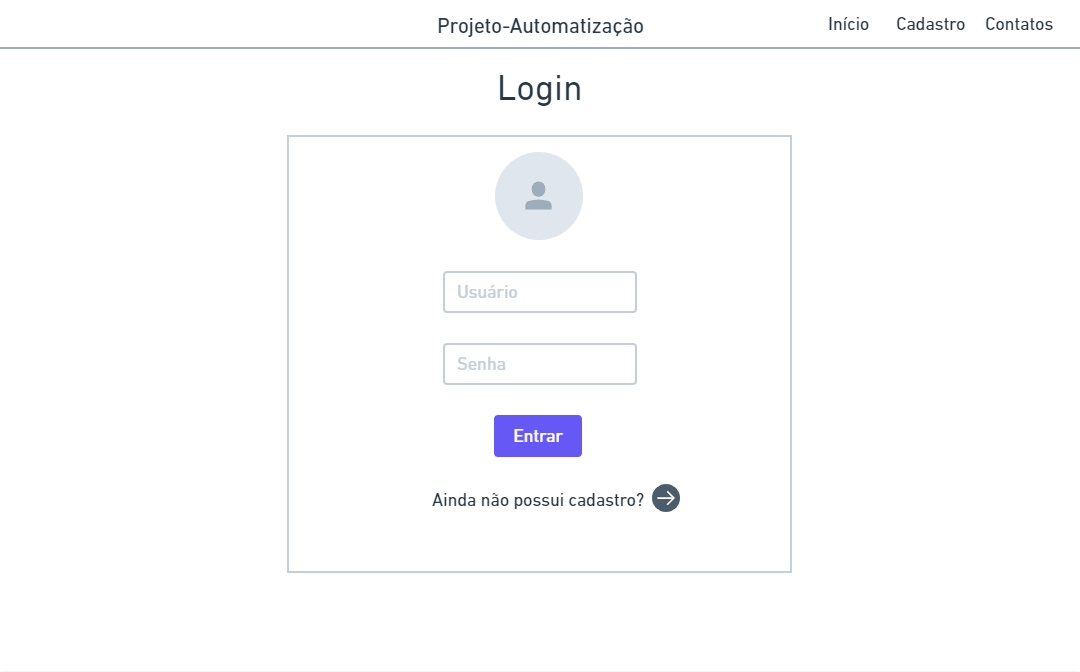 Projeto-Automatização
Início
Cadastro
Contatos
Login
Usuário
Senha
Entrar
Ainda não possui cadastro?